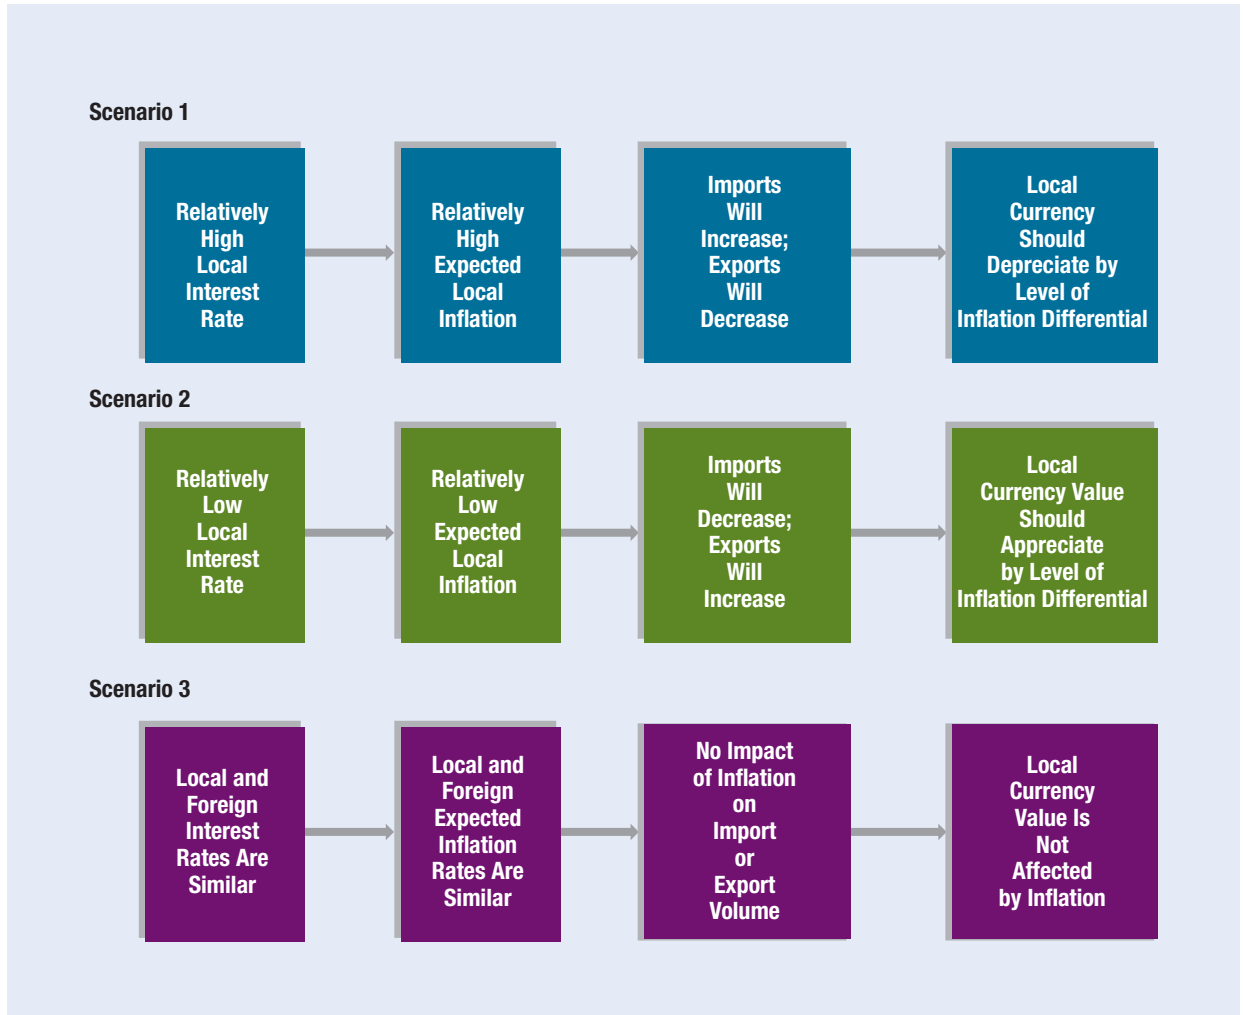 Scenario 1
Relatively
High
Local
Interest
Rate
Relatively
High
Expected
Local
Inflation
Imports
Will
Increase;
Exports
Will
Decrease
Local
Currency
Should
Depreciate by
Level of
Inflation Differential
Scenario 2
Relatively
Low
Local
Interest
Rate
Relatively
Low
Expected
Local
Inflation
Imports
Will
Decrease;
Exports
Will
Increase
Local
Currency Value
Should
Appreciate
by Level of
Inflation Differential
Scenario 3
Local and
Foreign
Interest
Rates Are
Similar
Local and
Foreign
Expected
Inflation
Rates Are
Similar
No Impact
of Inflation
on
Import
or
Export
Volume
Local
Currency
Value Is
Not
Affected
by Inflation